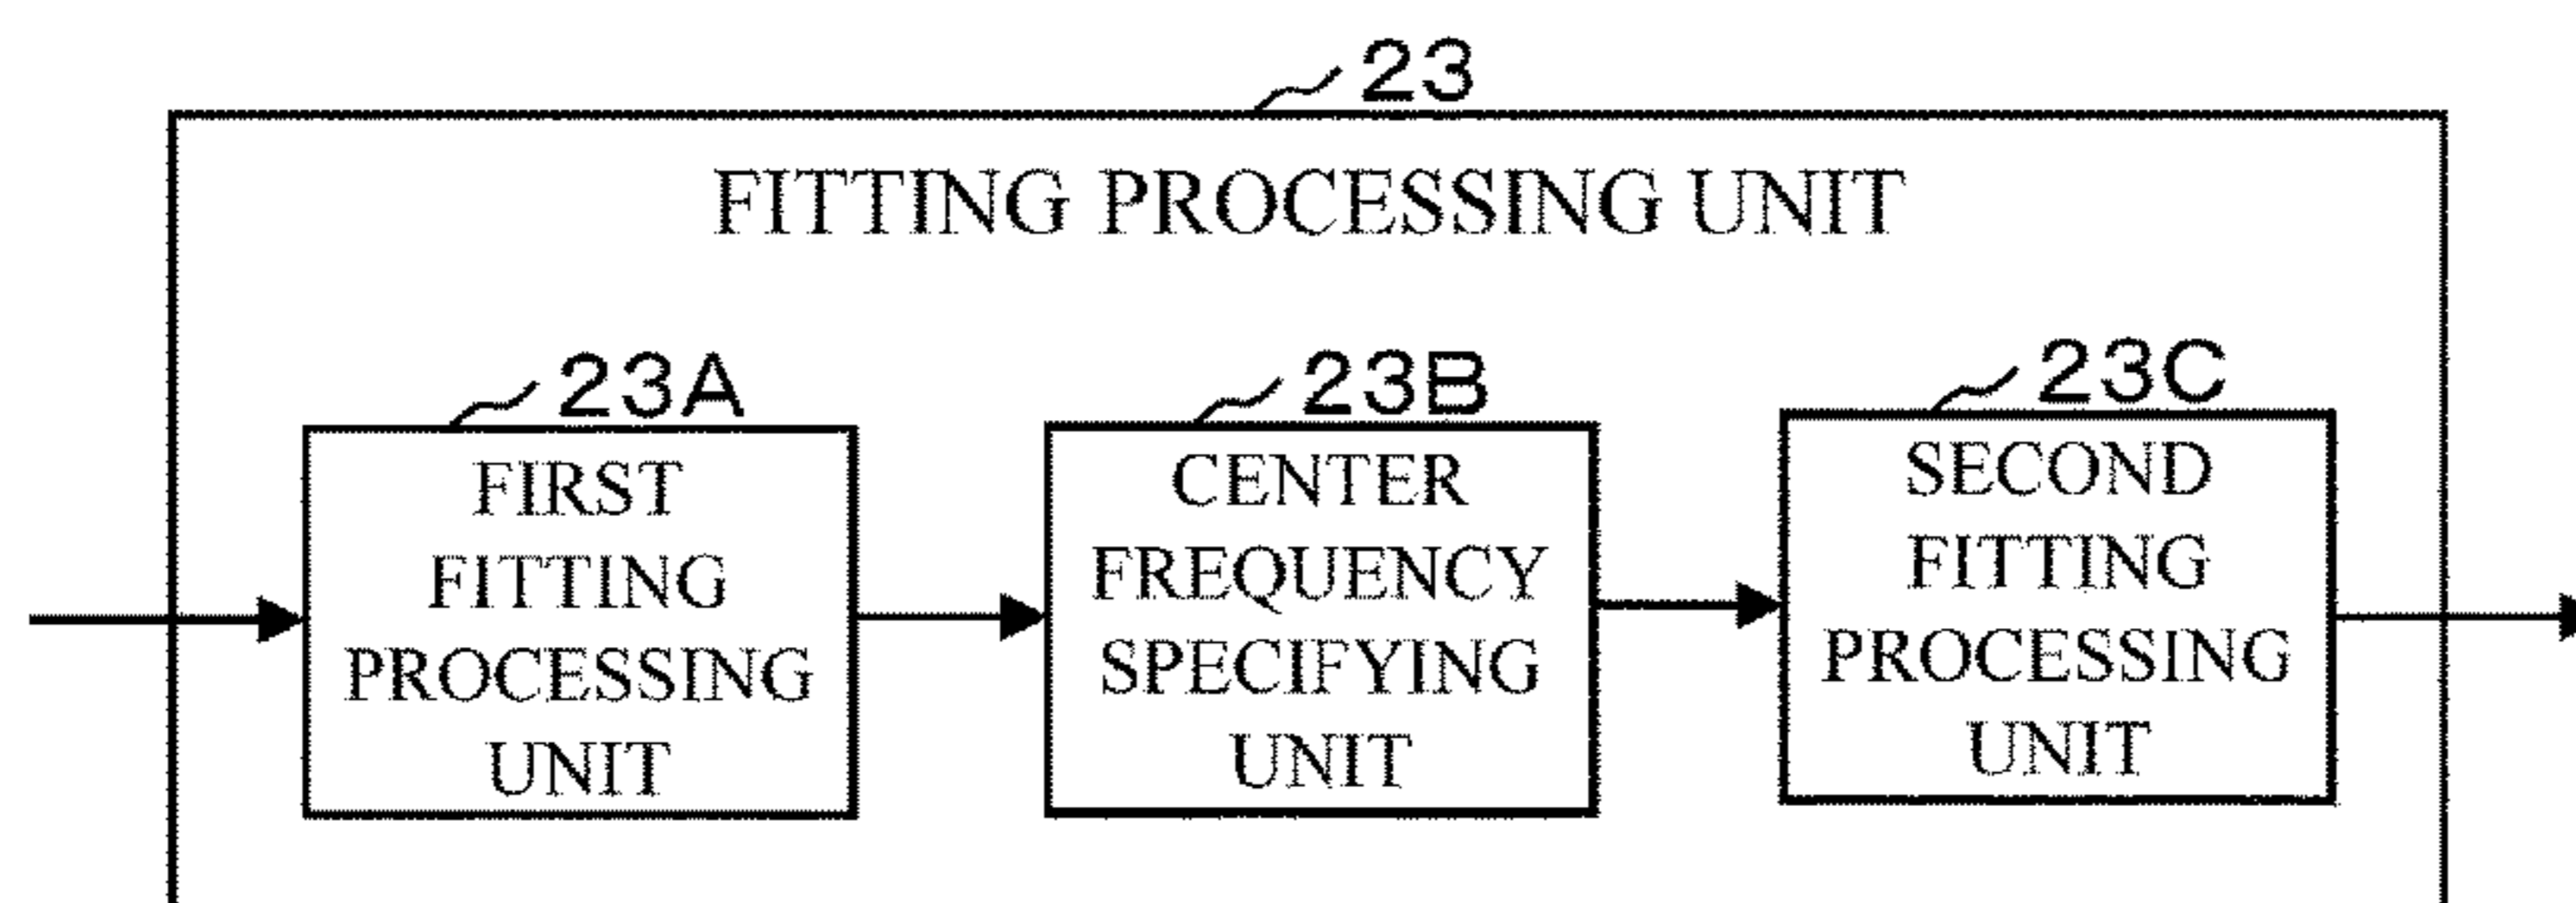 23
FITTING PROCESSING UNIT
23A
FIRST
FITTING
PROCESSING
UNIT
23B
CENTER
FREQUENCY
SPECIFYING
UNIT
23C
SECOND
FITTING
PROCESSING
UNIT